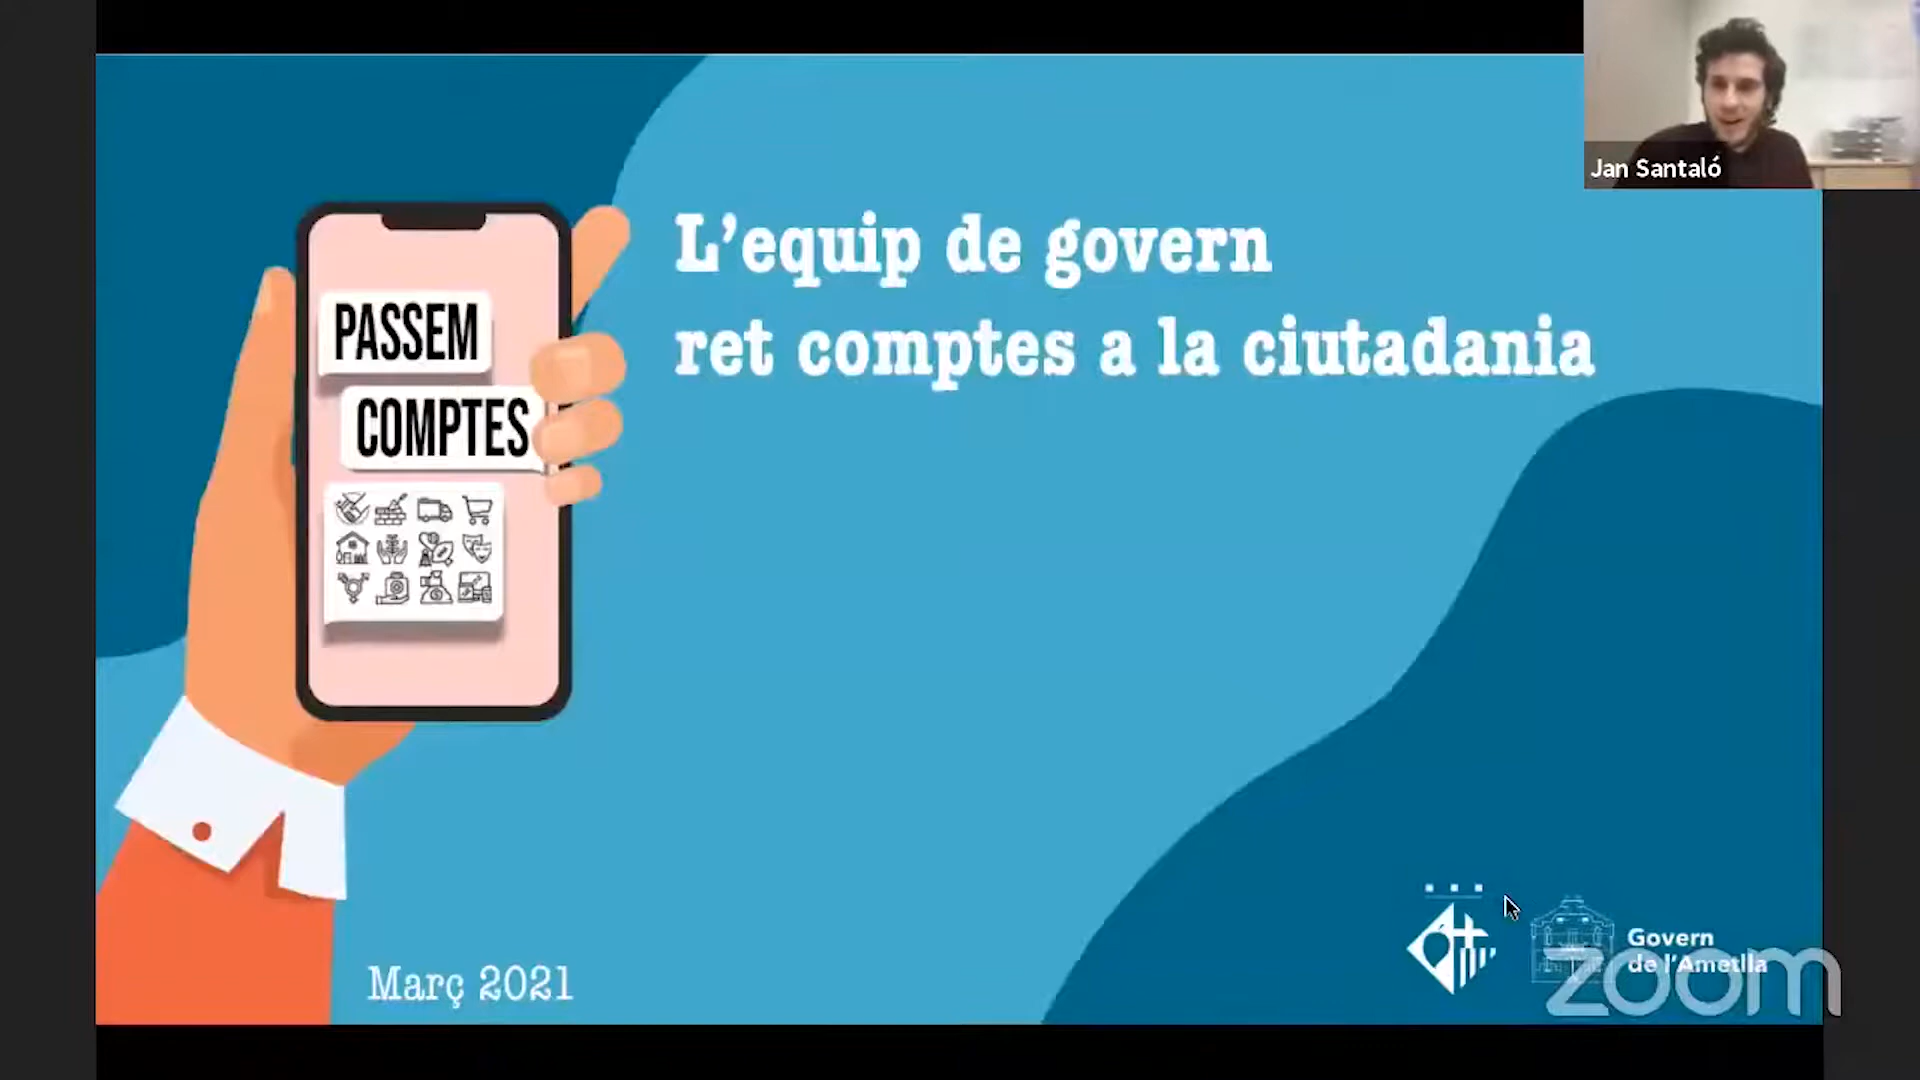 Jan Santaló
L’equip de govern
ret comptes a la ciutadania
PASSEM
COMPTES
Març 2021
Govern
de l’Ametlla
zoom